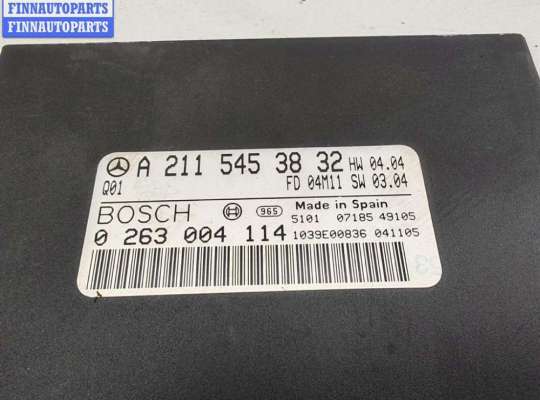 FINNAUTOPARTS
FINNAUTOPARTS
FINNAUTOPARTS
A 211 545 38 32 HW 04.04
Q01 FD 04M11 SW 03.04
BOSCH 965 Made in Spain
5101 07185 49105
0 263 004 114 1039E00836 041105